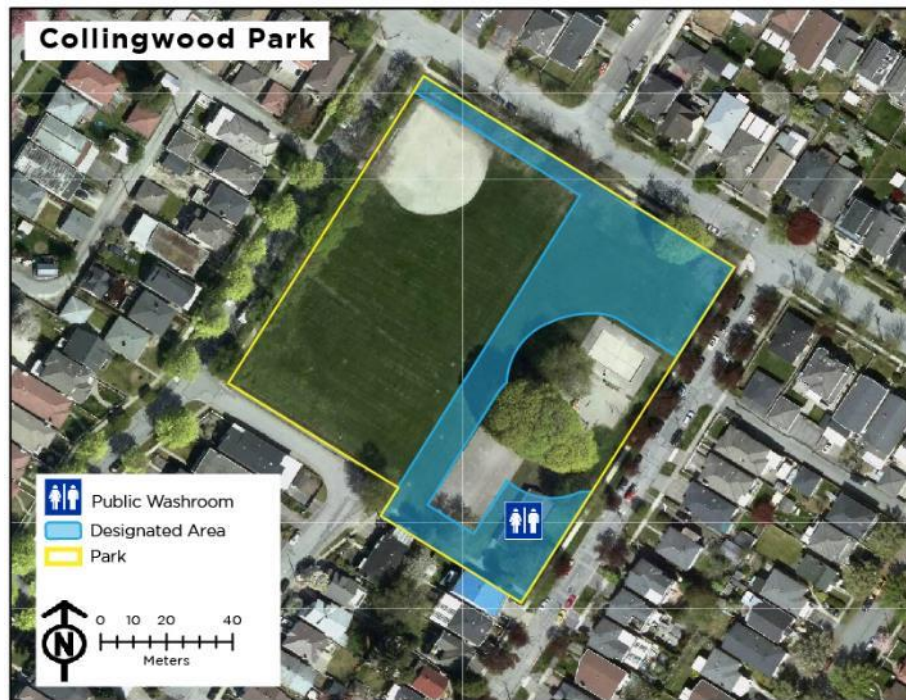 Collingwood Park
Public Washroom
Designated Area
Park
N
0 10 20 40
Meters